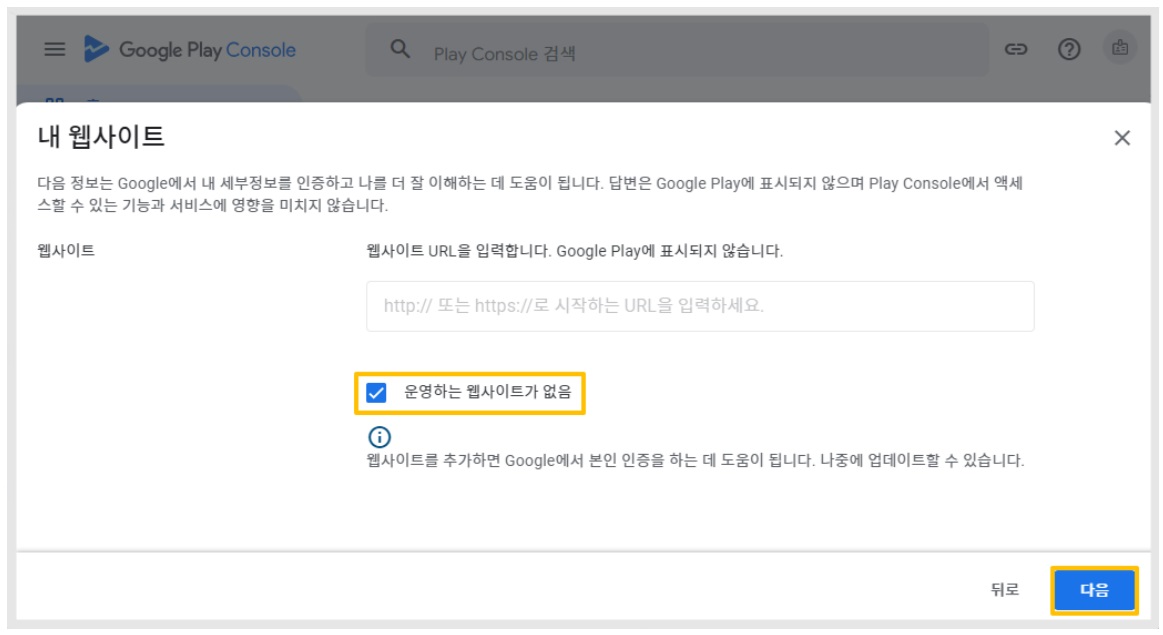 Google Play Console
Play Console 검색
내 웹사이트
다음 정보는 Google에서 내 세부정보를 인증하고 나를 더 잘 이해하는 데 도움이 됩니다. 답변은 Google Play에 표시되지 않으며 Play Console에서 액세
스할 수 있는 기능과 서비스에 영향을 미치지 않습니다.
웹사이트
웹사이트 URL을 입력합니다. Google Play에 표시되지 않습니다.
http:// 또는 https://로 시작하는 URL을 입력하세요.
운영하는 웹사이트가 없음
웹사이트를 추가하면 Google에서 본인 인증을 하는 데 도움이 됩니다. 나중에 업데이트할 수 있습니다.
뒤로
다음